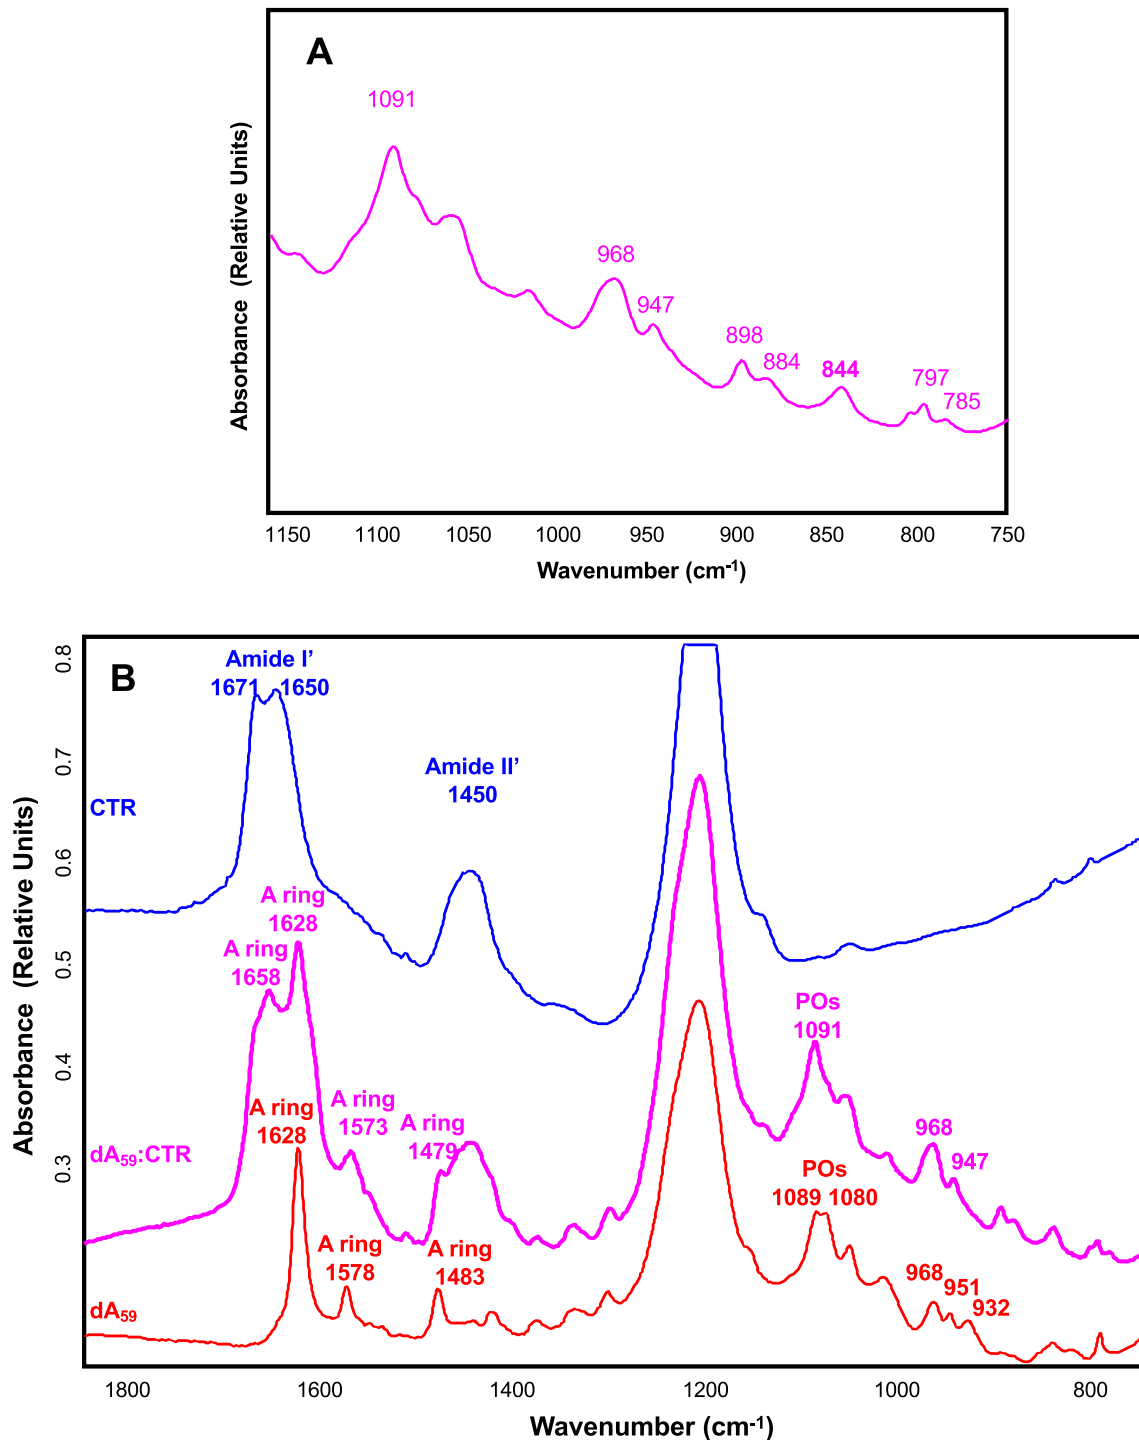 A
1091
968
947
898
884
844
797
785
Absorbance (Relative Units)
1150 1100 1050 1000 950 900 850 800 750
Wavenumber (cm-1)
B
Amide I’
1671 1650
Amide II’
1450
CTR
A ring
1628
A ring
1658
A ring
1573
A ring
1479
POs
1091
968
947
dA59:CTR
A ring
1628
A ring
1578
A ring
1483
POs
1089 1080
968
951
932
dA59
0.8
0.7
0.6
0.5
0.4
0.3
Absorbance (Relative Units)
1800 1600 1400 1200 1000 800
Wavenumber (cm-1)